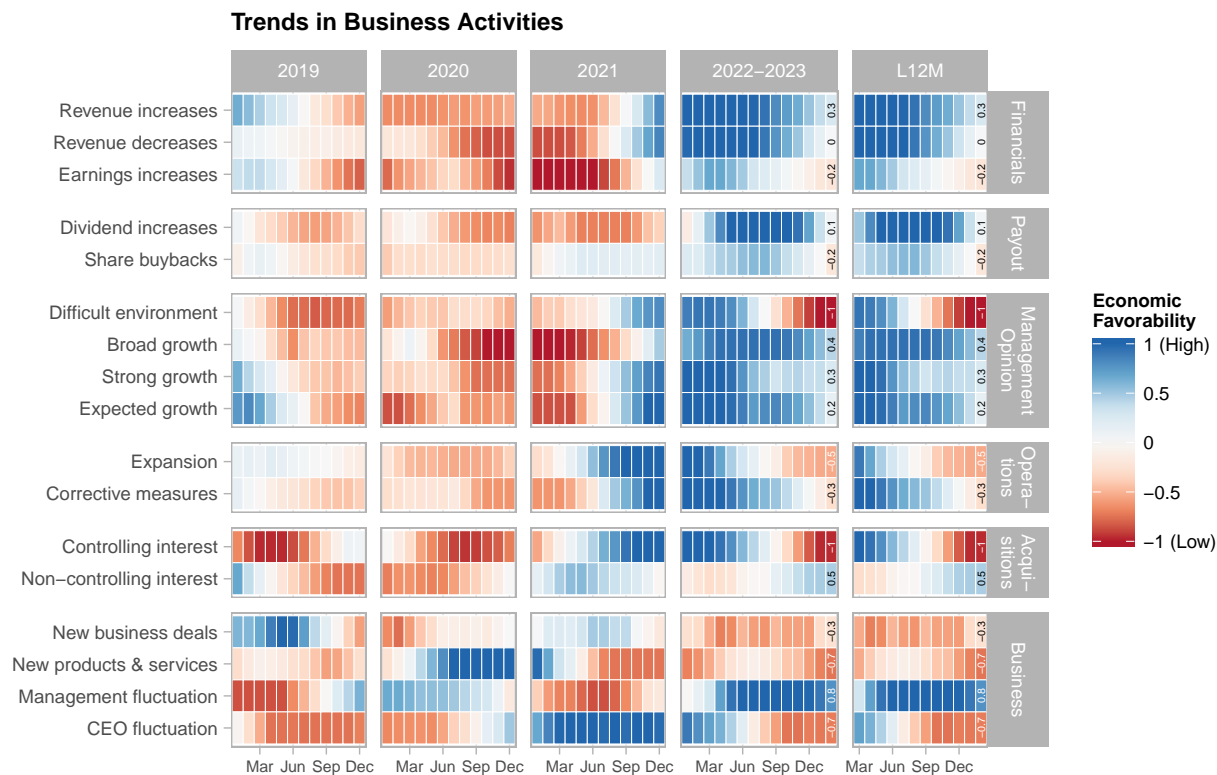 Trends in Business Activities
2019 2020 2021 2022−2023 L12M
Revenue increases 0.3 0.3
Revenue decreases 0 0
Earnings increases −0.2 −0.2
Financials
Dividend increases 0.1 0.1
Share buybacks −0.2 −0.2
Payout
Difficult environment −1 −1
Broad growth 0.4 0.4
Strong growth 0.3 0.3
Expected growth 0.2 0.2
Management
Opinion
Expansion −0.5 −0.5
Corrective measures −0.3 −0.3
Opera−
tions
Controlling interest −1 −1
Non−controlling interest 0.5 0.5
Acqui−
sitions
New business deals −0.3 −0.3
New products & services −0.7 −0.7
Management fluctuation 0.8 0.8
CEO fluctuation −0.7 −0.7
Business
Mar Jun Sep Dec Mar Jun Sep Dec Mar Jun Sep Dec Mar Jun Sep Dec Mar Jun Sep Dec
Economic
Favorability
1 (High)
0.5
0
−0.5
−1 (Low)